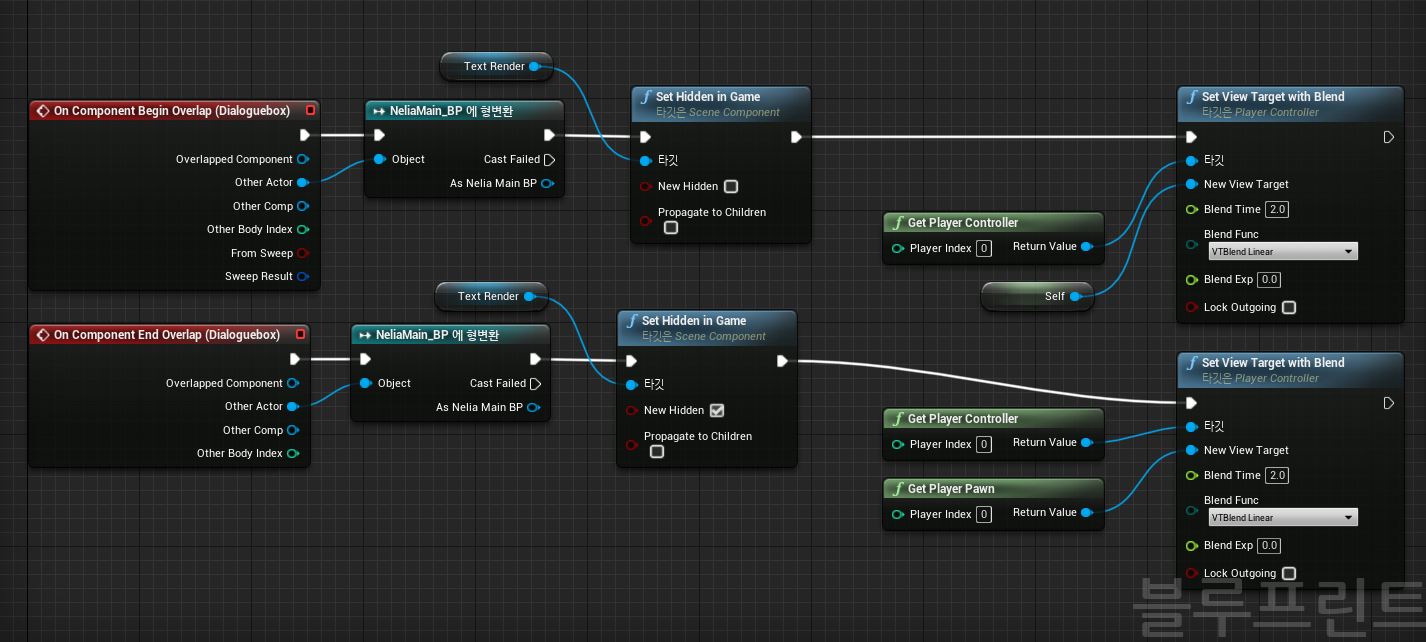 Text Render
On Component Begin Overlap (Dialoguebox)
Overlapped Component
Other Actor
Other Comp
Other Body Index
From Sweep
Sweep Result
NeliaMain_BP 에 형변환
Object
Cast Failed
As Nelia Main BP
Set Hidden in Game
타깃은 Scene Component
타깃
New Hidden
Propagate to Children
Get Player Controller
Player Index 0
Return Value
Self
Set View Target with Blend
타깃은 Player Controller
타깃
New View Target
Blend Time 2.0
Blend Func
VTBlend Linear
Blend Exp 0.0
Lock Outgoing
Text Render
On Component End Overlap (Dialoguebox)
Overlapped Component
Other Actor
Other Comp
Other Body Index
NeliaMain_BP 에 형변환
Object
Cast Failed
As Nelia Main BP
Set Hidden in Game
타깃은 Scene Component
타깃
New Hidden
Propagate to Children
Get Player Controller
Player Index 0
Return Value
Get Player Pawn
Player Index 0
Return Value
Set View Target with Blend
타깃은 Player Controller
타깃
New View Target
Blend Time 2.0
Blend Func
VTBlend Linear
Blend Exp 0.0
Lock Outgoing
블루프린트